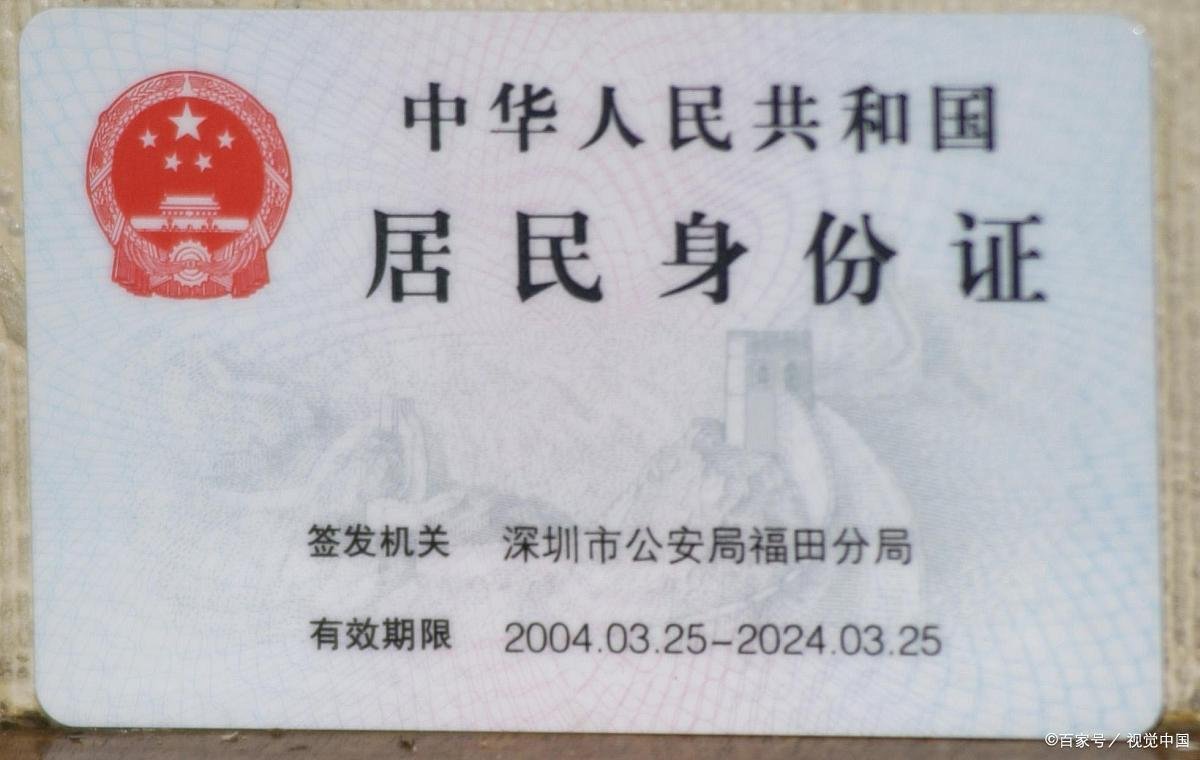 中华人民共和国
居民身份证
签发机关 深圳市公安局福田分局
有效期限 2004.03.25-2024.03.25
©百家号/视觉中国